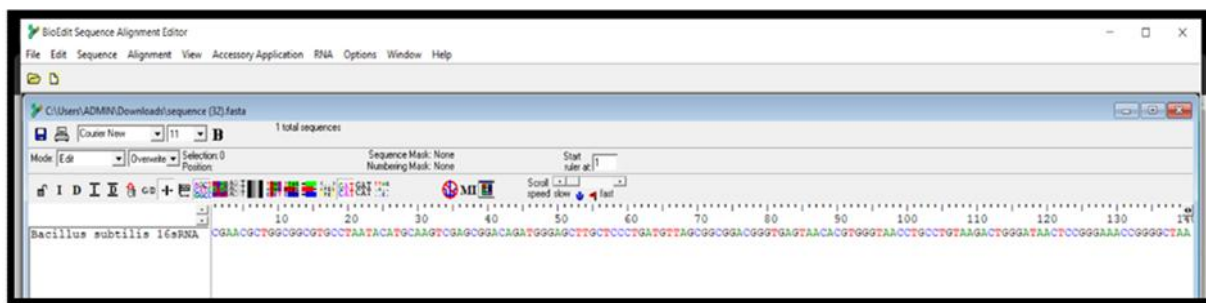 BioEdit Sequence Alignment Editor
File Edit Sequence Alignment View Accessory Application RNA Options Window Help
C:\Users\ADMIN\Downloads\sequence (32).fasta
Courier New 11 B 1 total sequences
Mode: Edit Overwrite Selection: 0 Sequence Mask: None Start
Position: Numbering Mask: None ruler at: 1
I D I D G-D MI Scroll
speed slow fast
10 20 30 40 50 60 70 80 90 100 110 120 130
Bacillus subtilis 16sRNA CGAACGCTGGCGGCGTGCCTAATACATGCAAGTCGAGCGGACAGATGGGAGCTTGCTCCCTGATGTTAGCGGCGGACGGGTGAGTAACACGTGGGTAACCTGCCTGTAAGACTGGGATAACTCCGGGAAACCGGGGCTAA